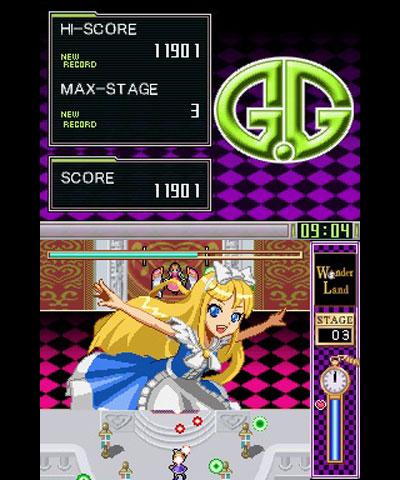 HI-SCORE
11901
NEW
RECORD
MAX-STAGE
3
NEW
RECORD
SCORE
11901
G.G
09:04
Wonder
Land
STAGE
03